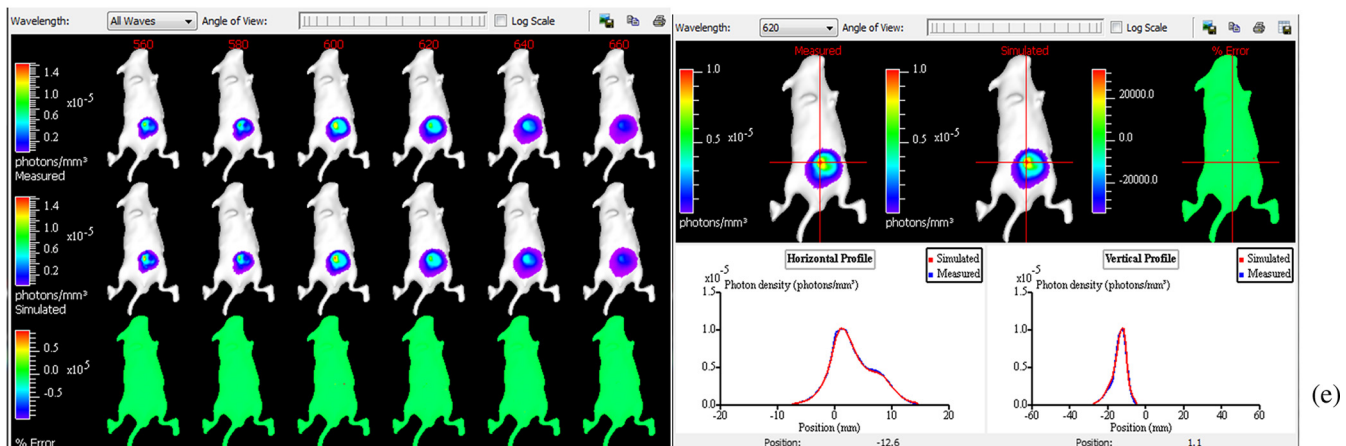 Wavelength: All Waves Angle of View: Log Scale
560 580 600 620 640 660
1.4
1.0
x10-5
0.6
0.2
photons/mm³
Measured
1.4
1.0
x10-5
0.6
0.2
photons/mm³
Simulated
0.5
0.0 x10⁵
-0.5
% Error
Wavelength: 620 Angle of View: Log Scale
Measured Simulated % Error
1.0
0.5 x10-5
photons/mm³
1.0
0.5 x10-5
photons/mm³
20000.0
0.0
-20000.0
Horizontal Profile
Simulated
Measured
x10-5
Photon density (photons/mm³)
1.5
1.0
0.5
0.0
-20 -10 0 10 20
Position (mm)
Position: -12.6
Vertical Profile
Simulated
Measured
x10-5
Photon density (photons/mm³)
1.5
1.0
0.5
0.0
-60 -40 -20 0 20 40 60
Position (mm)
Position: 1.1
(e)